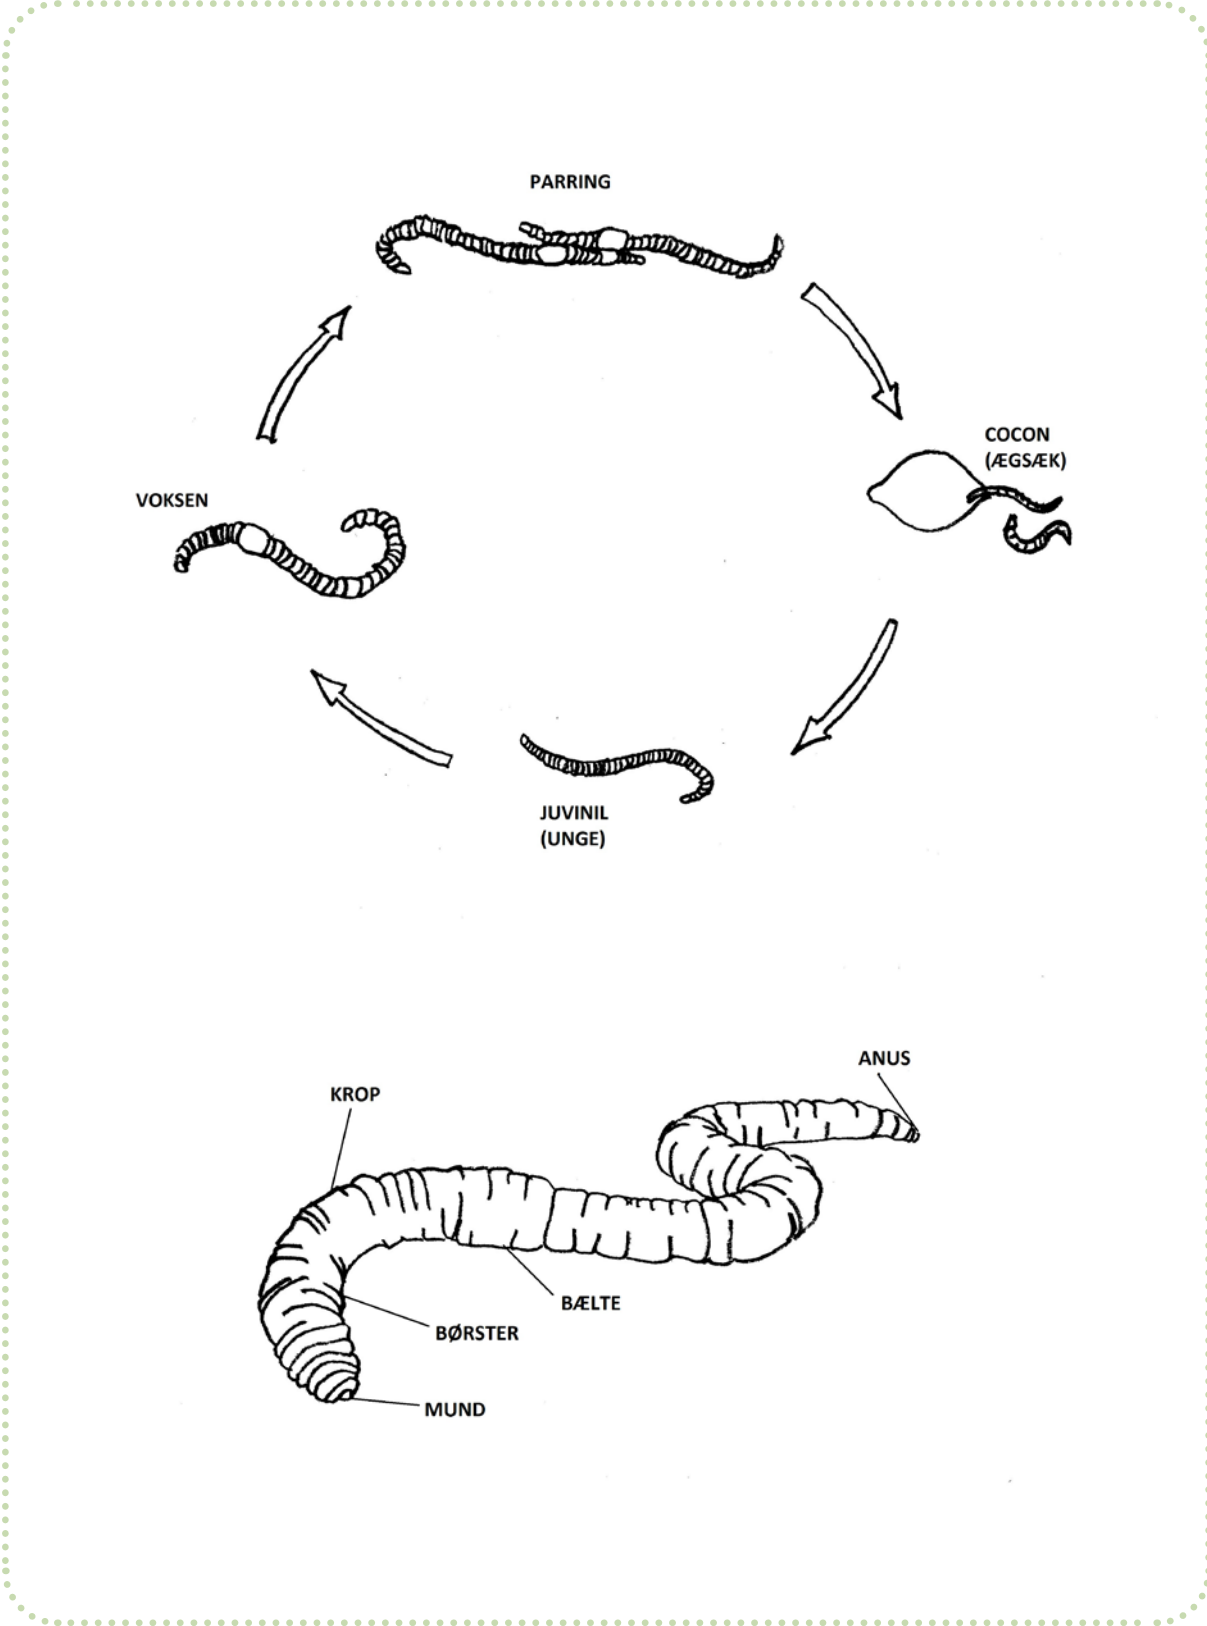 PARRING
COCON
(ÆGSÆK)
VOKSEN
JUVINIL
(UNGE)
ANUS
KROP
BÆLTE
BØRSTER
MUND